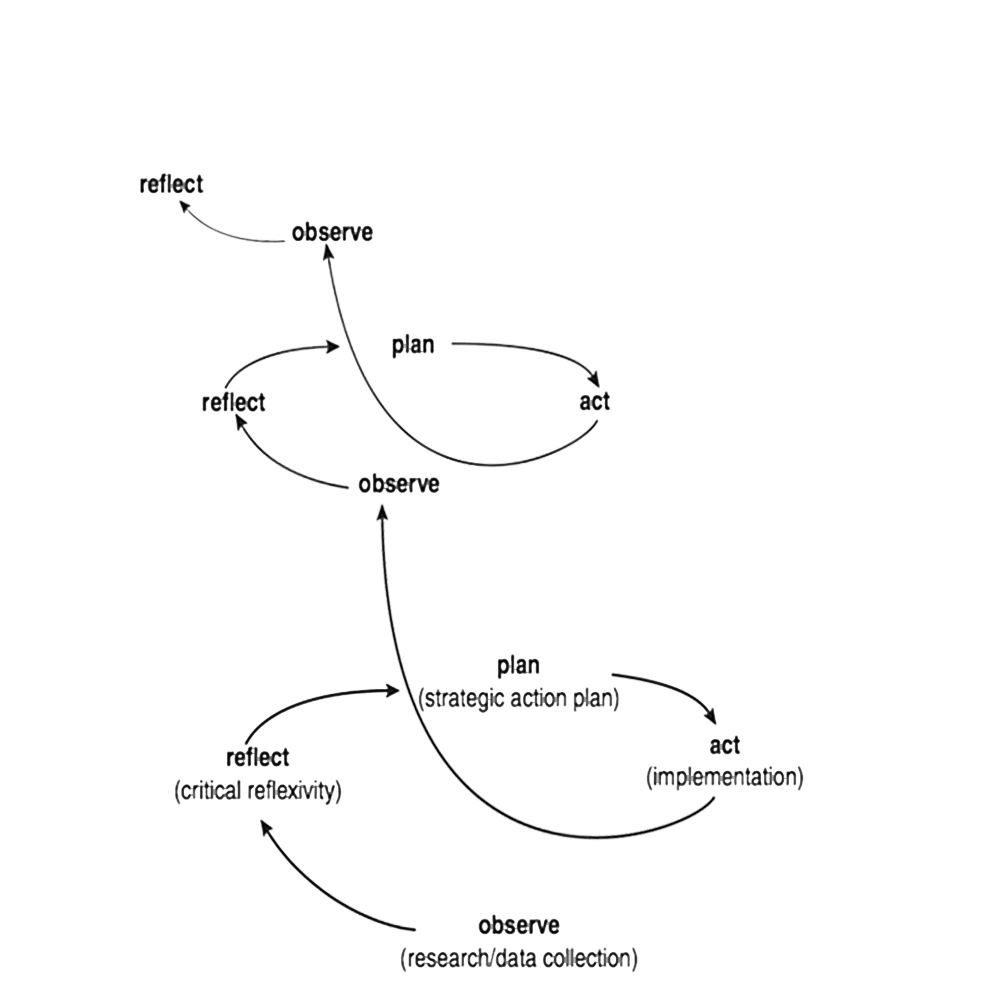 reflect
observe
plan
reflect
act
observe
plan
(strategic action plan)
act
(implementation)
reflect
(critical reflexivity)
observe
(research/data collection)